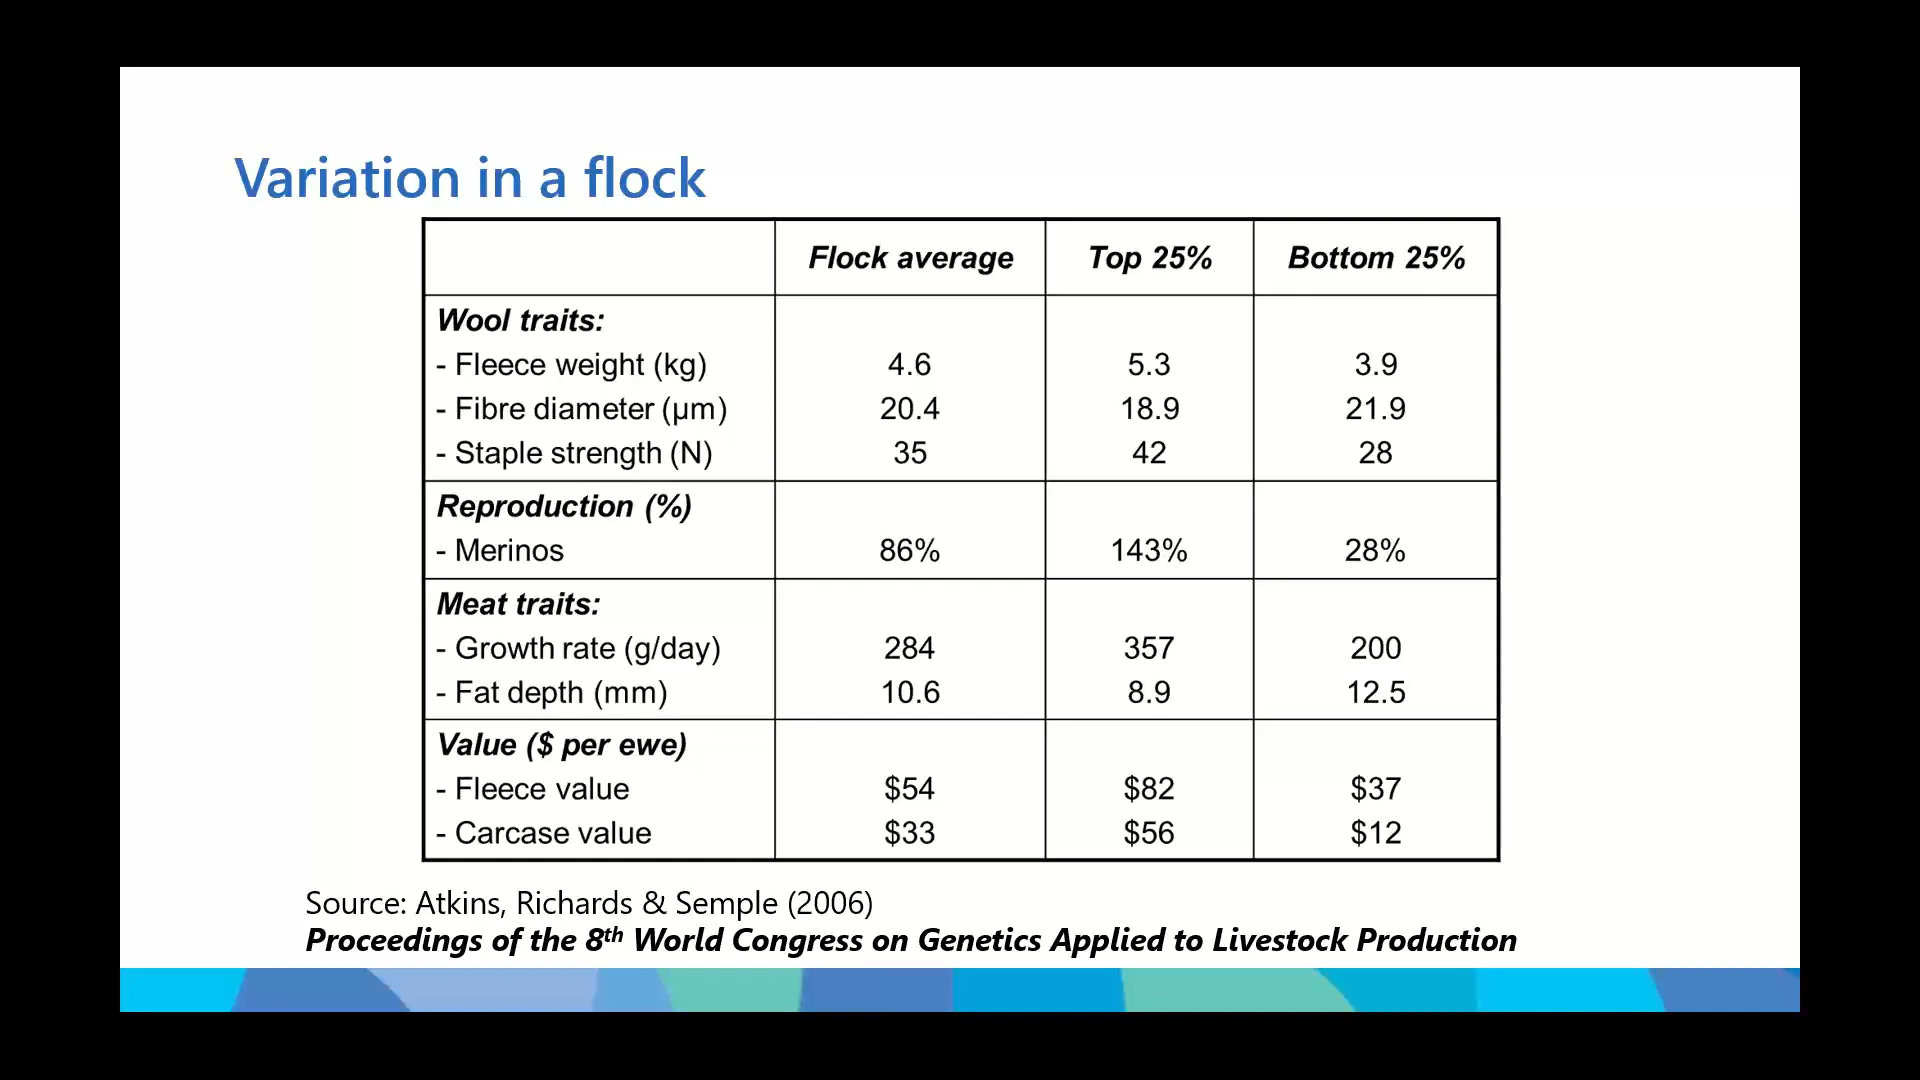 Variation in a flock
Flock average Top 25% Bottom 25%
Wool traits:
- Fleece weight (kg) 4.6 5.3 3.9
- Fibre diameter (µm) 20.4 18.9 21.9
- Staple strength (N) 35 42 28
Reproduction (%)
- Merinos 86% 143% 28%
Meat traits:
- Growth rate (g/day) 284 357 200
- Fat depth (mm) 10.6 8.9 12.5
Value ($ per ewe)
- Fleece value $54 $82 $37
- Carcase value $33 $56 $12
Source: Atkins, Richards & Semple (2006)
Proceedings of the 8th World Congress on Genetics Applied to Livestock Production